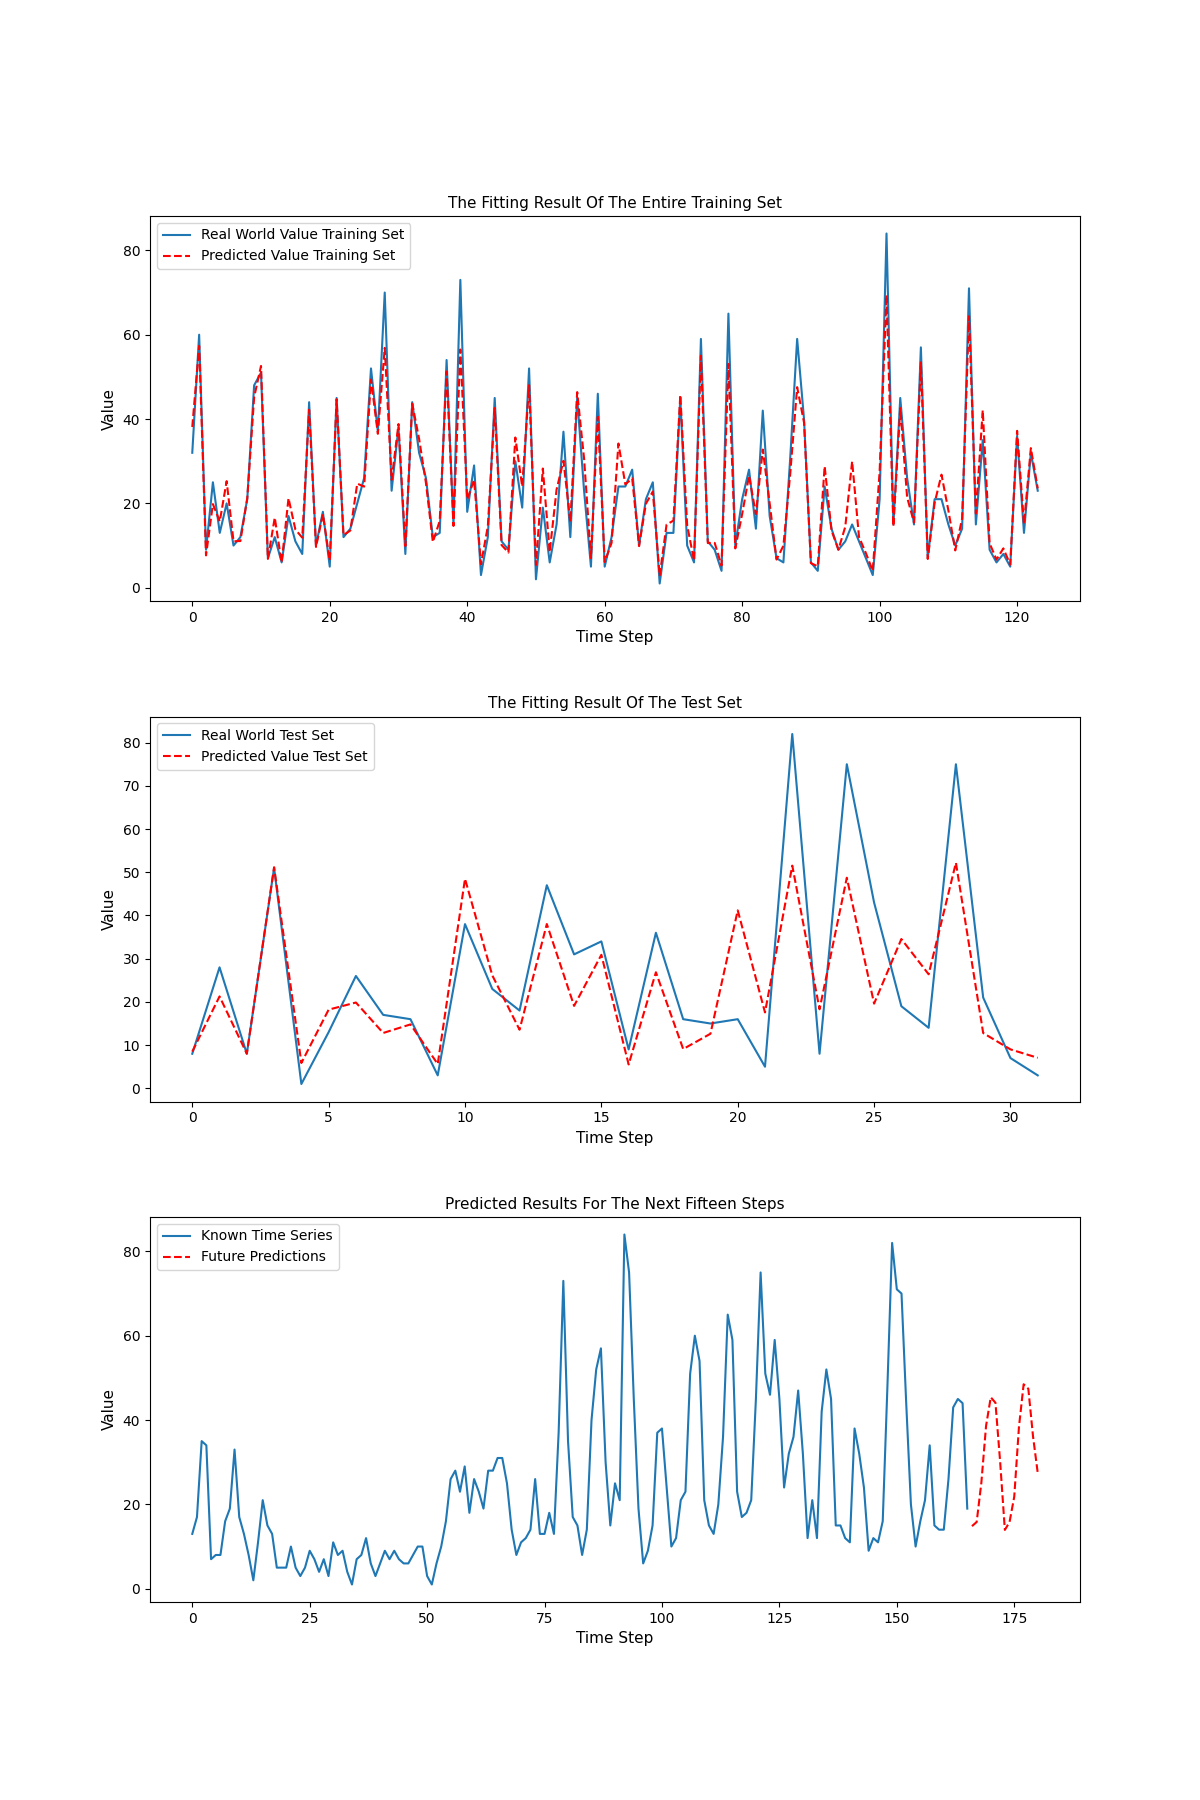 The Fitting Result Of The Entire Training Set
Real World Value Training Set
Predicted Value Training Set
Value
80
60
40
20
0
0 20 40 60 80 100 120
Time Step
The Fitting Result Of The Test Set
Real World Test Set
Predicted Value Test Set
Value
80
70
60
50
40
30
20
10
0
0 5 10 15 20 25 30
Time Step
Predicted Results For The Next Fifteen Steps
Known Time Series
Future Predictions
Value
80
60
40
20
0
0 25 50 75 100 125 150 175
Time Step